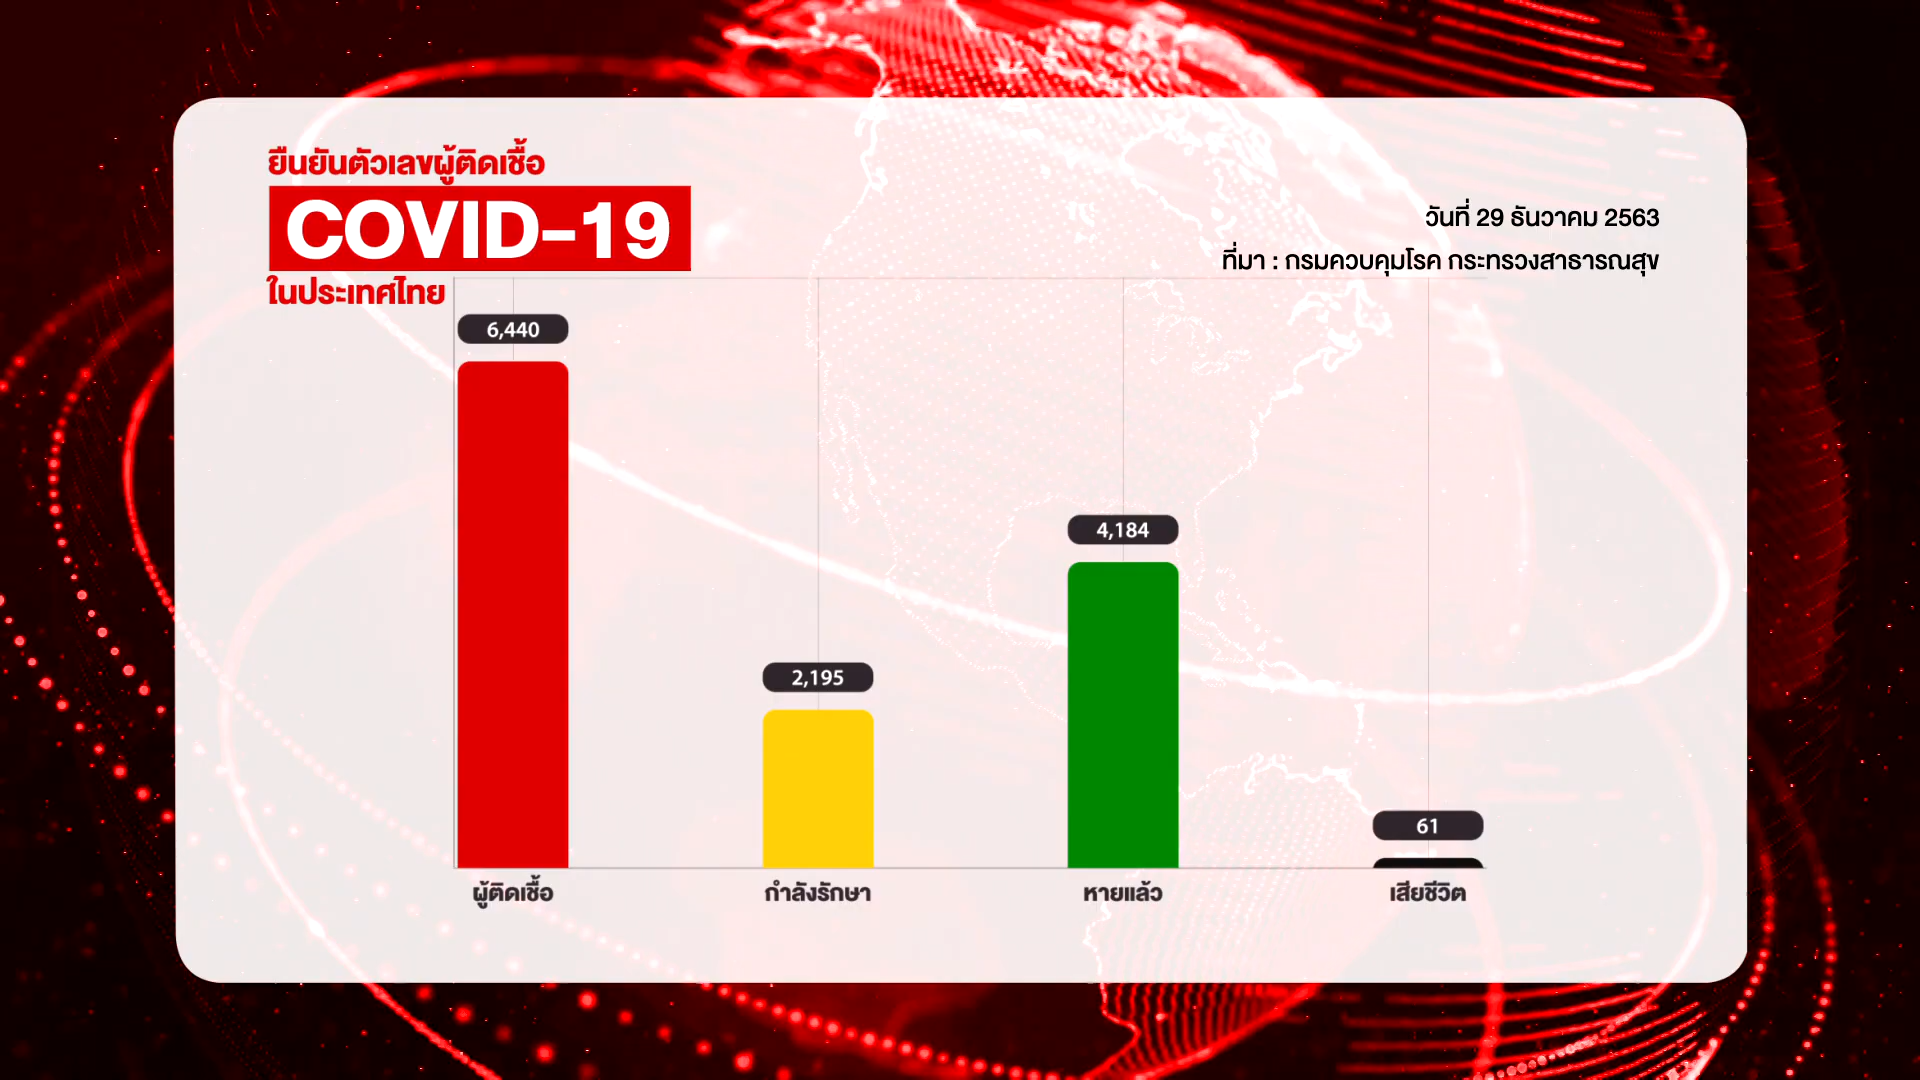 ยืนยันตัวเลขผู้ติดเชื้อ
COVID-19
ในประเทศไทย
วันที่ 29 ธันวาคม 2563
ที่มา : กรมควบคุมโรค กระทรวงสาธารณสุข
6,440
2,195
4,184
61
ผู้ติดเชื้อ
กำลังรักษา
หายแล้ว
เสียชีวิต